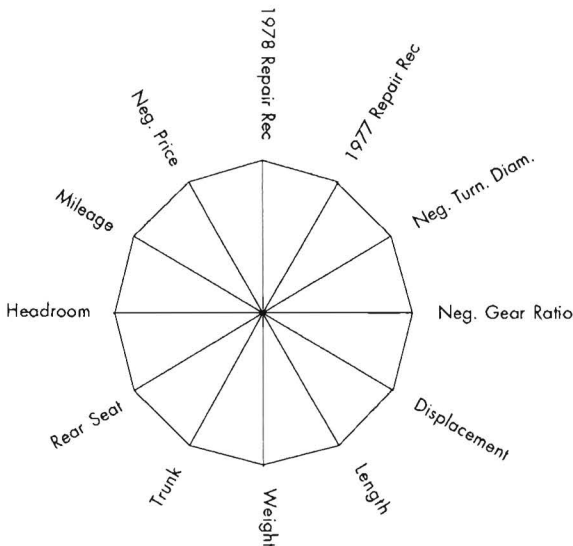 1978 Repair Rec
1977 Repair Rec
Neg. Turn. Diam.
Neg. Gear Ratio
Displacement
Length
Weight
Trunk
Rear Seat
Headroom
Mileage
Neg. Price